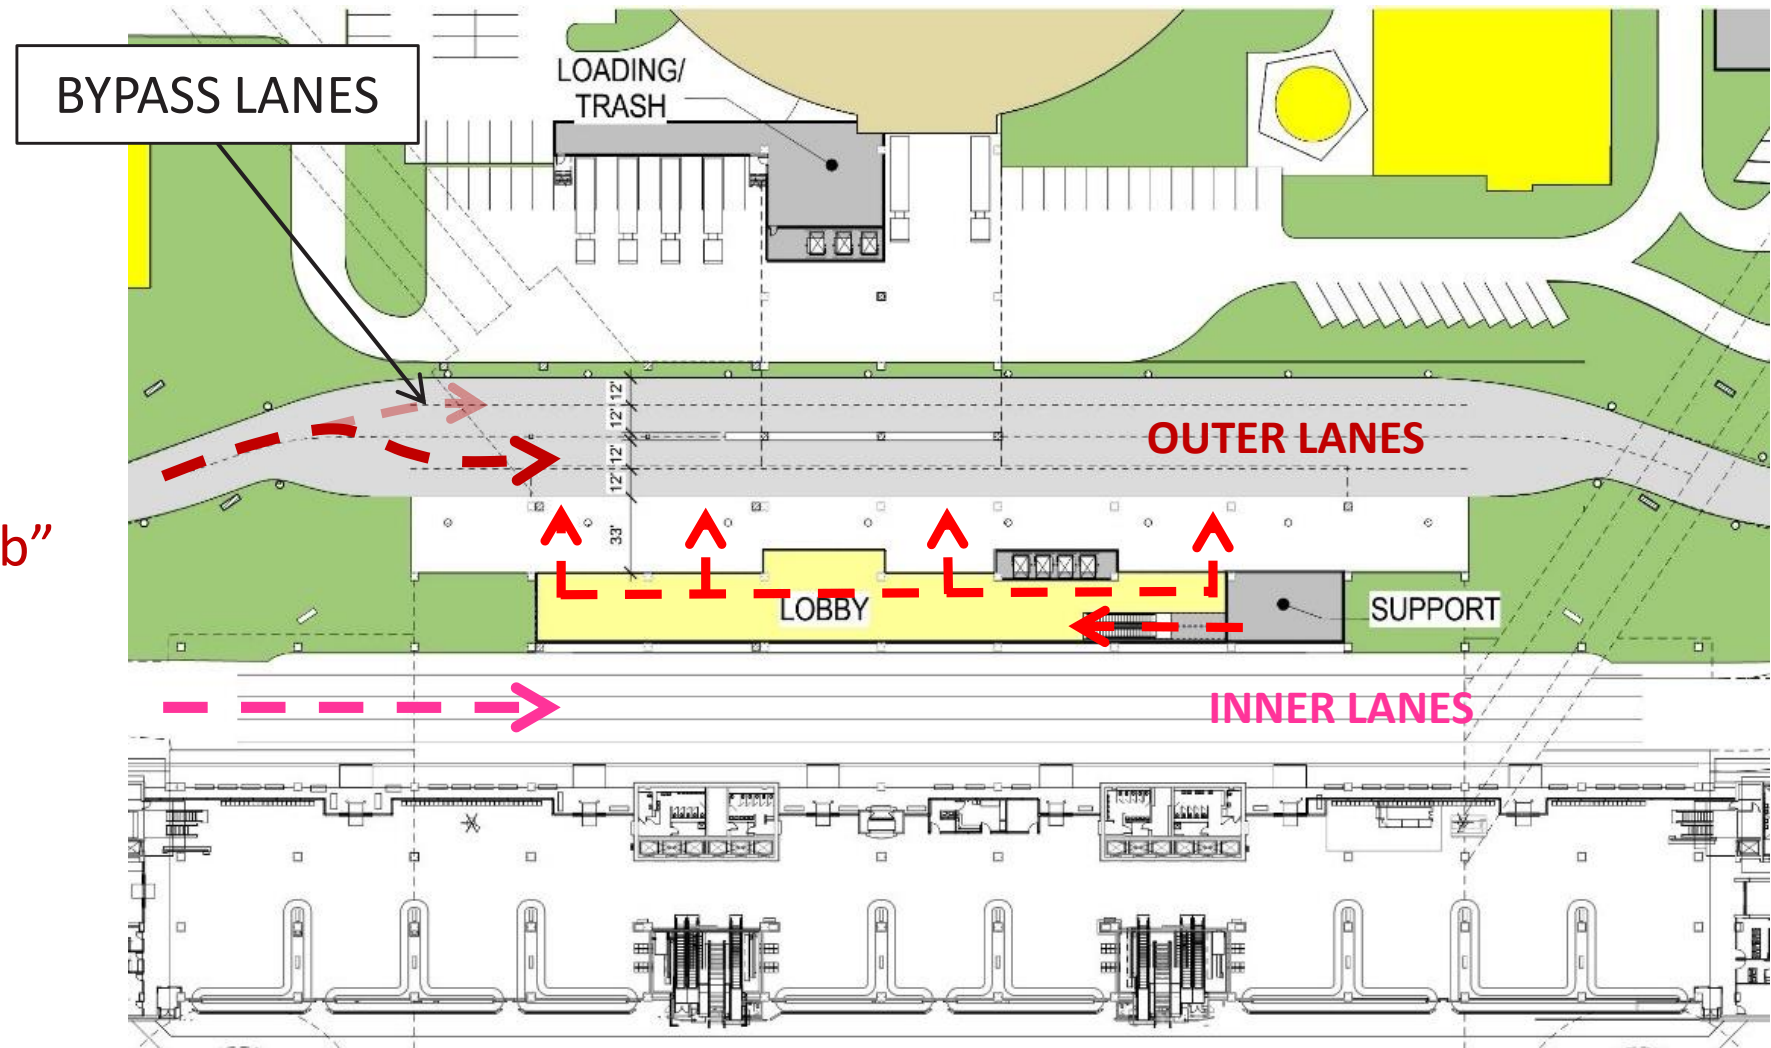 BYPASS LANES
LOADING/
TRASH
12'
12'
12'
12'
33'
OUTER LANES
b”
LOBBY
SUPPORT
INNER LANES